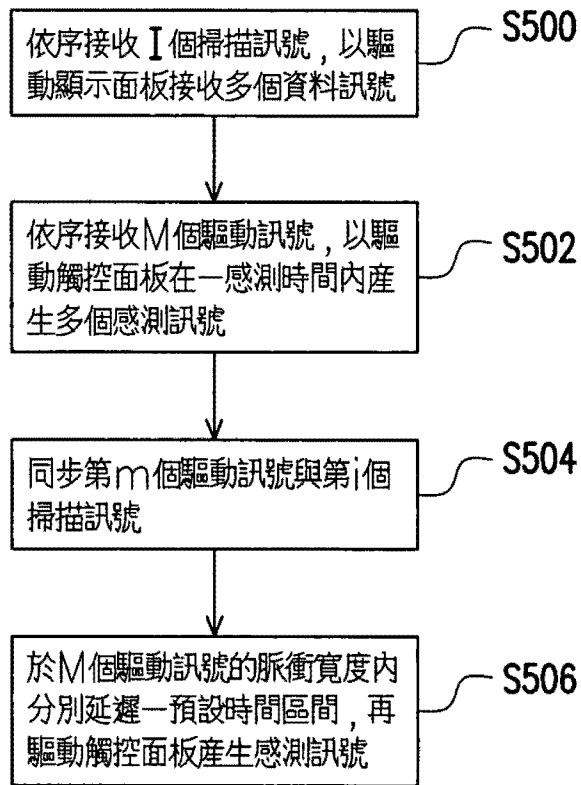 依序接收I個掃描訊號，以驅
動顯示面板接收多個資料訊號
S500
依序接收M個驅動訊號，以驅
動觸控面板在一感測時間內產
生多個感測訊號
S502
同步第m個驅動訊號與第i個
掃描訊號
S504
於M個驅動訊號的脈衝寬度內
分別延遲一預設時間區間，再
驅動觸控面板產生感測訊號
S506